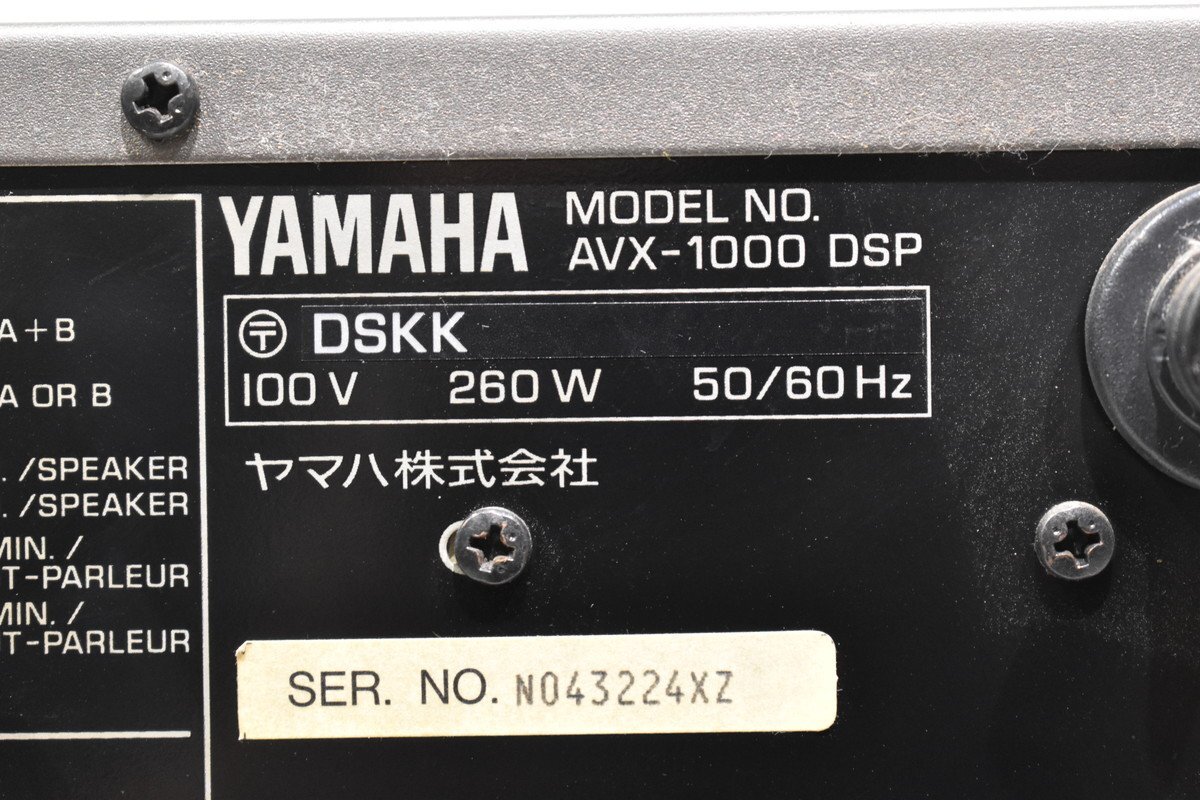 YAMAHA
MODEL NO.
AVX-1000 DSP
〒 DSKK
100 V 260 W 50/60 Hz
ヤマハ株式会社
SER. NO. N043224XZ
A + B
A OR B
. /SPEAKER
. /SPEAKER
MIN. /
T-PARLEUR
MIN. /
UT-PARLEUR